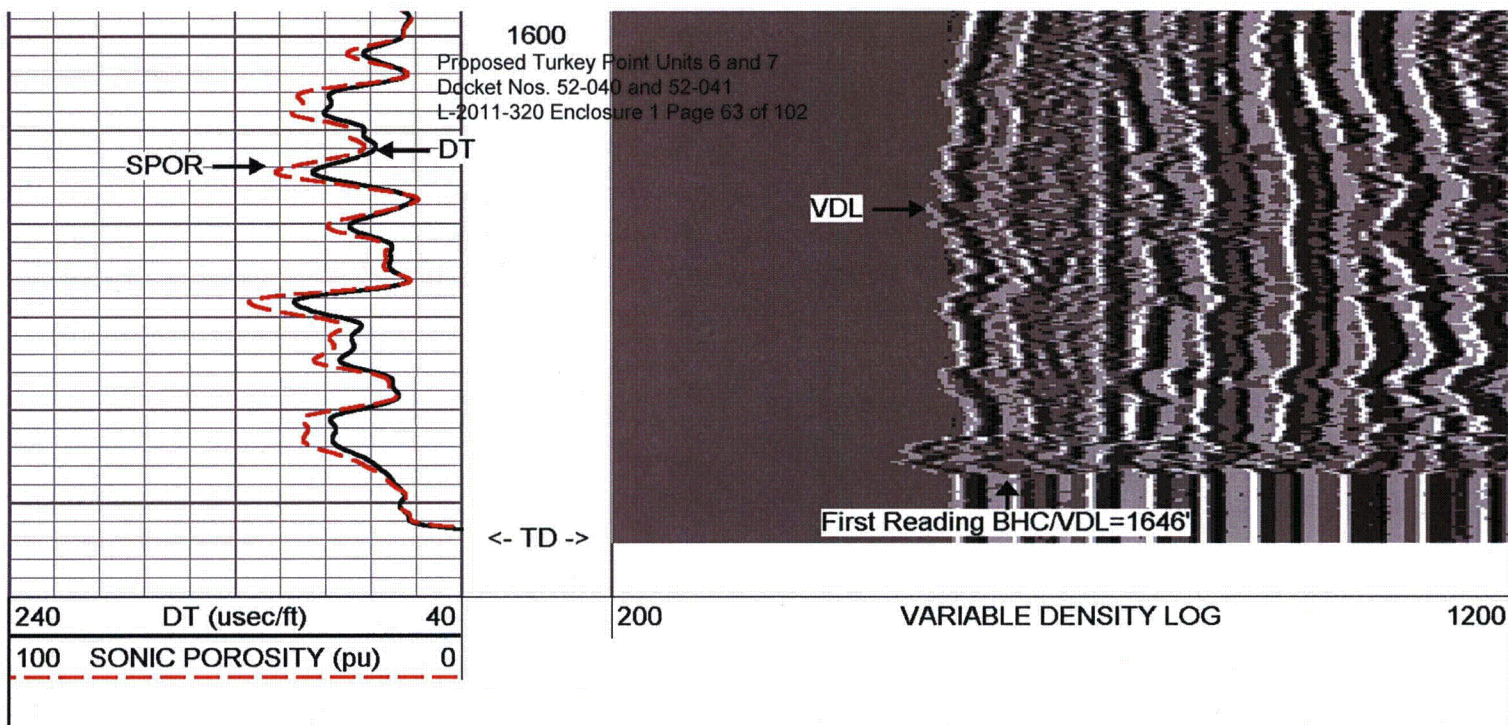 1600
Proposed Turkey Point Units 6 and 7
Docket Nos. 52-040 and 52-041
L-2011-320 Enclosure 1 Page 63 of 102
DT
SPOR
VDL
First Reading BHC/VDL=1646'
<- TD ->
240 DT (usec/ft) 40
200 VARIABLE DENSITY LOG 1200
100 SONIC POROSITY (pu) 0